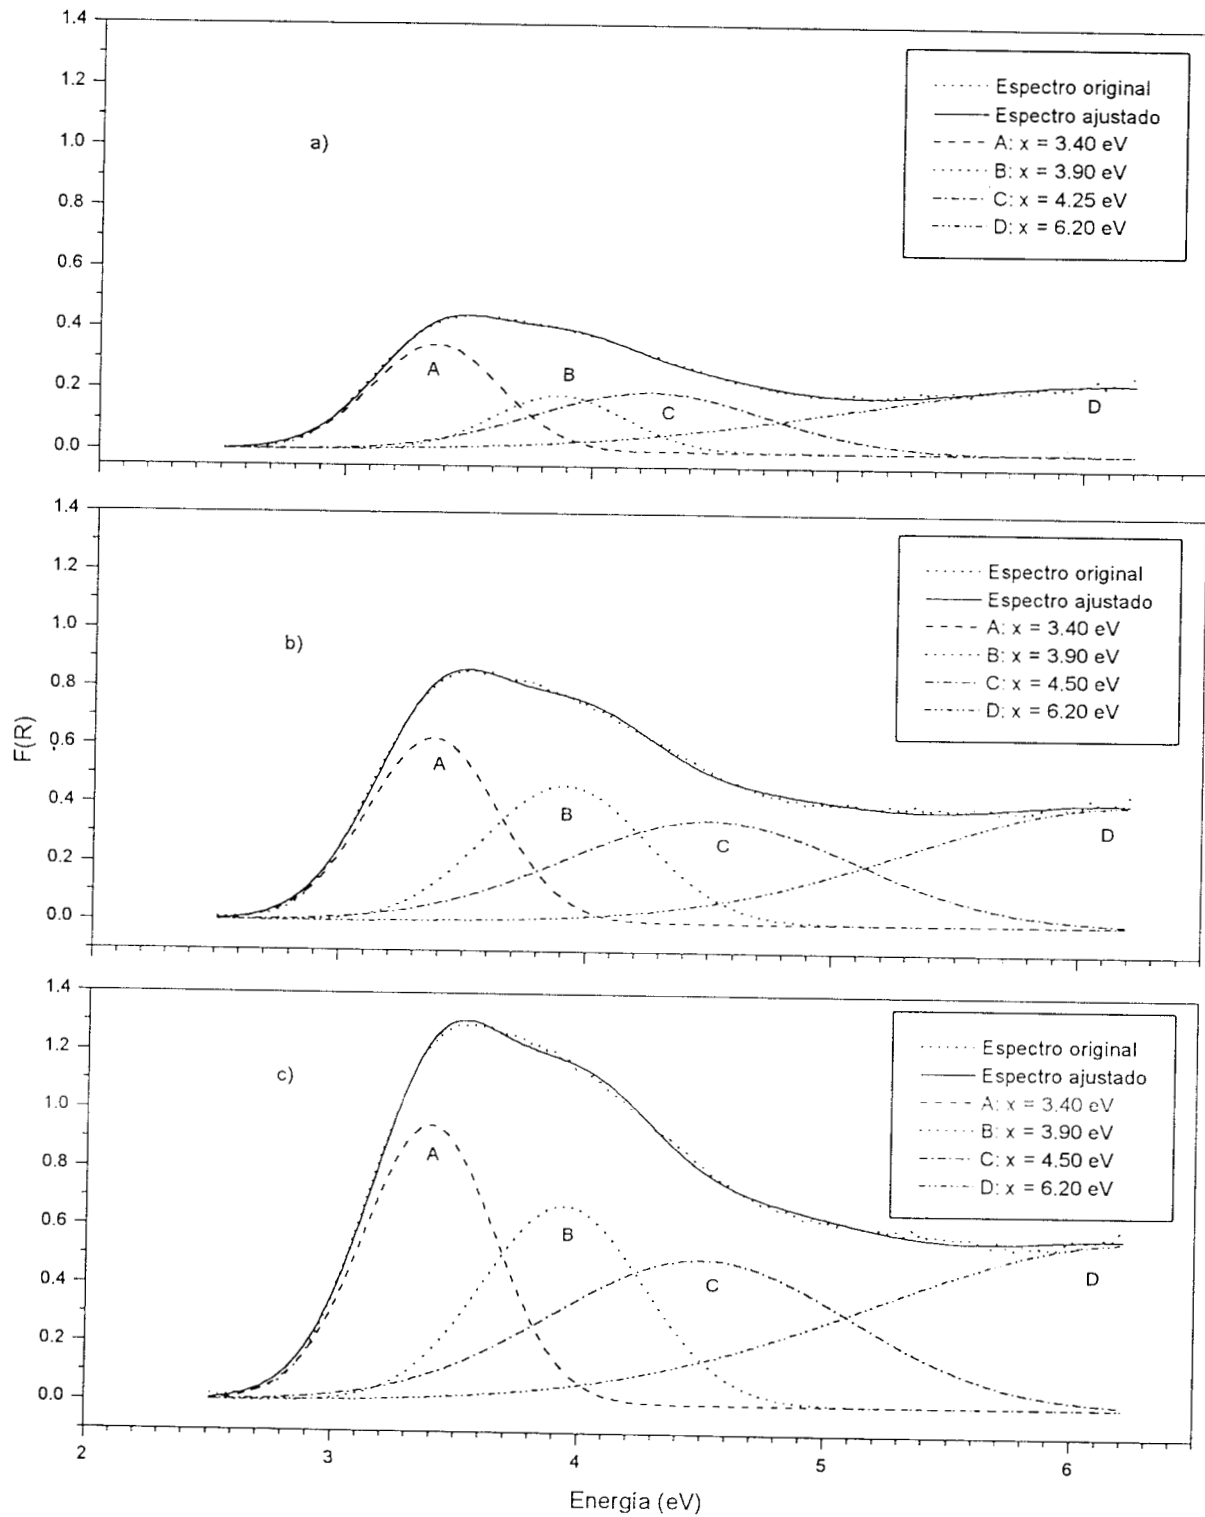 1.4
1.2
1.0
0.8
0.6
0.4
0.2
0.0
a)
Espectro original
Espectro ajustado
A: x = 3.40 eV
B: x = 3.90 eV
C: x = 4.25 eV
D: x = 6.20 eV
A
B
C
D
1.4
1.2
1.0
0.8
0.6
0.4
0.2
0.0
F(R)
b)
Espectro original
Espectro ajustado
A: x = 3.40 eV
B: x = 3.90 eV
C: x = 4.50 eV
D: x = 6.20 eV
A
B
C
D
1.4
1.2
1.0
0.8
0.6
0.4
0.2
0.0
c)
Espectro original
Espectro ajustado
A: x = 3.40 eV
B: x = 3.90 eV
C: x = 4.50 eV
D: x = 6.20 eV
A
B
C
D
2 3 4 5 6
Energía (eV)